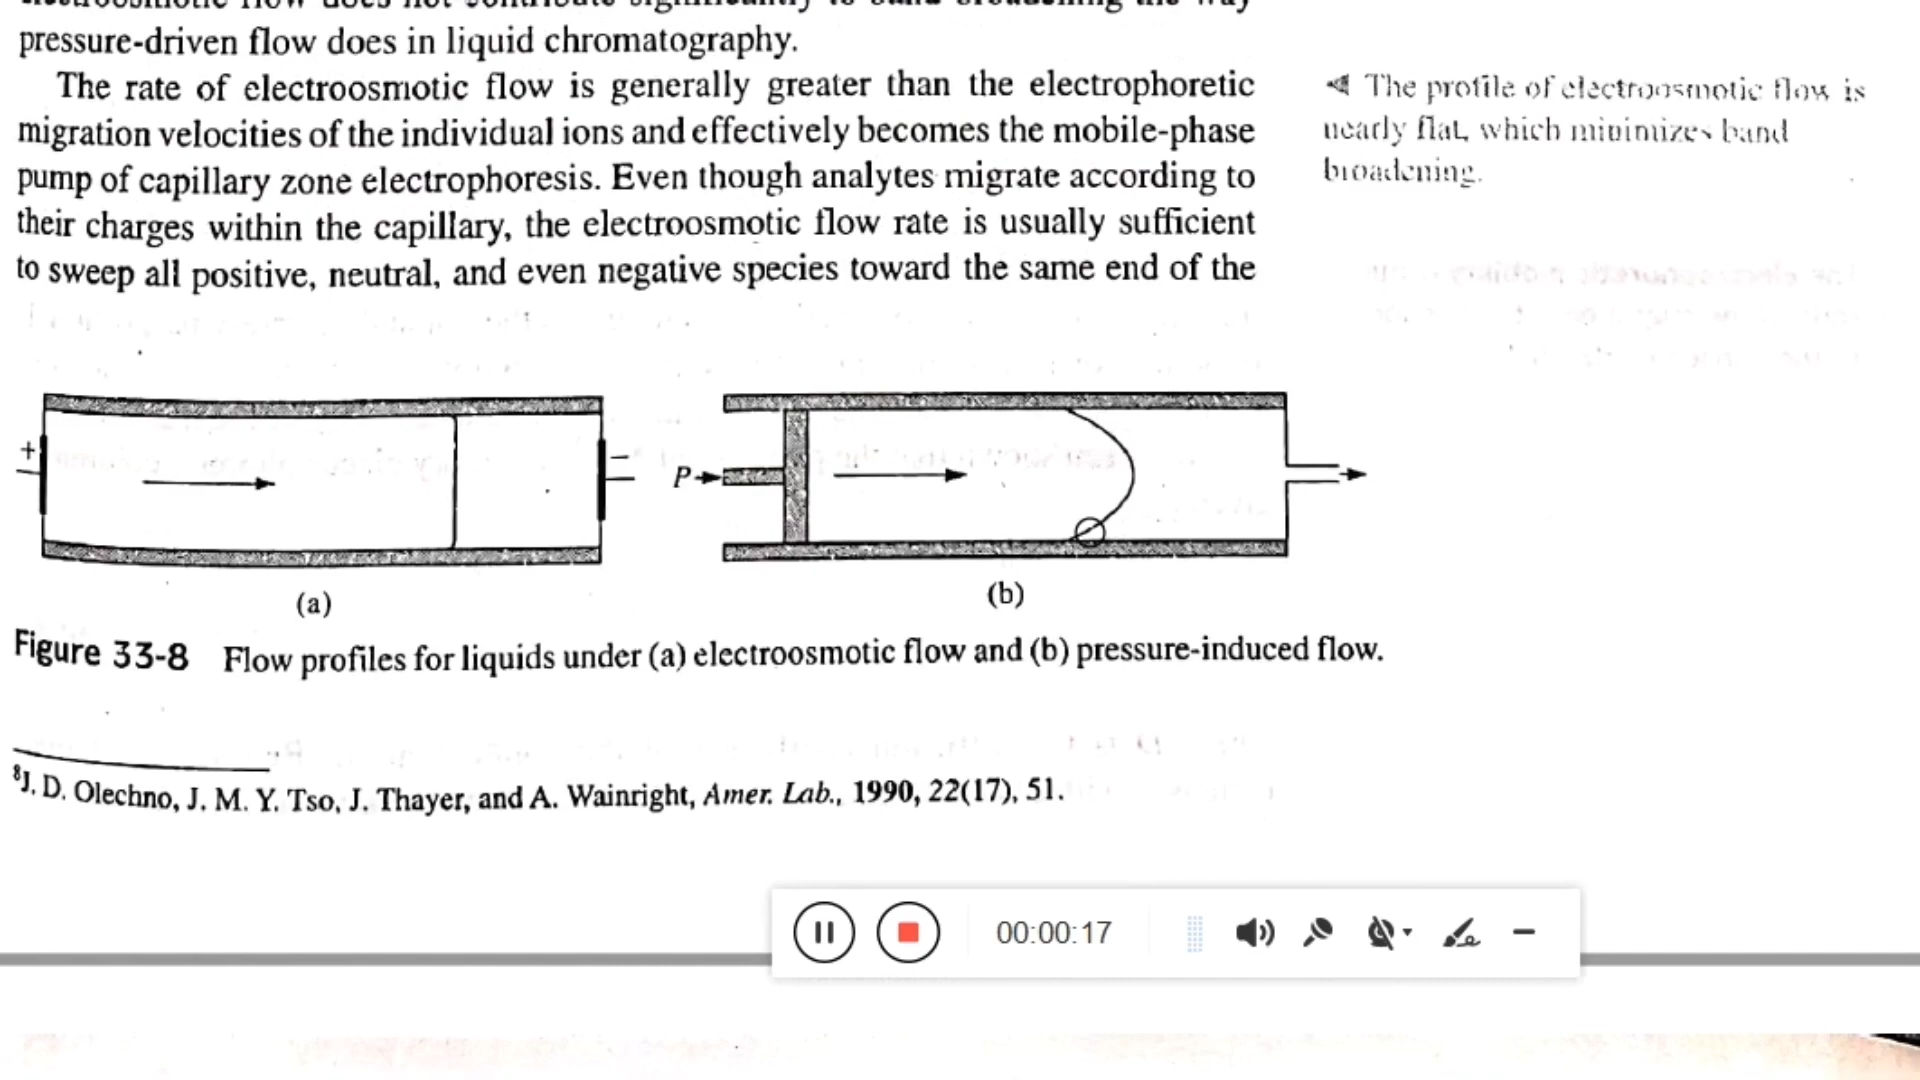 pressure-driven flow does in liquid chromatography.
The rate of electroosmotic flow is generally greater than the electrophoretic
migration velocities of the individual ions and effectively becomes the mobile-phase
pump of capillary zone electrophoresis. Even though analytes migrate according to
their charges within the capillary, the electroosmotic flow rate is usually sufficient
to sweep all positive, neutral, and even negative species toward the same end of the
◄ The profile of electroosmotic flow is
nearly flat, which minimizes band
broadening.
+
−
P
(a)
(b)
Figure 33-8 Flow profiles for liquids under (a) electroosmotic flow and (b) pressure-induced flow.
8J. D. Olechno, J. M. Y. Tso, J. Thayer, and A. Wainright, Amer. Lab., 1990, 22(17), 51.
00:00:17